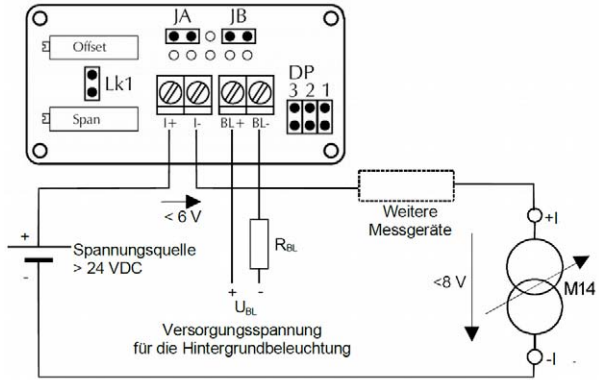 JA JB
Offset
DP
Lk1
3 2 1
Span
I+ I- BL+ BL-
< 6 V
Weitere
Messgeräte
+I
+
Spannungsquelle
> 24 VDC
-
RBL
<8 V
M14
+ -
UBL
Versorgungsspannung
für die Hintergrundbeleuchtung
-I